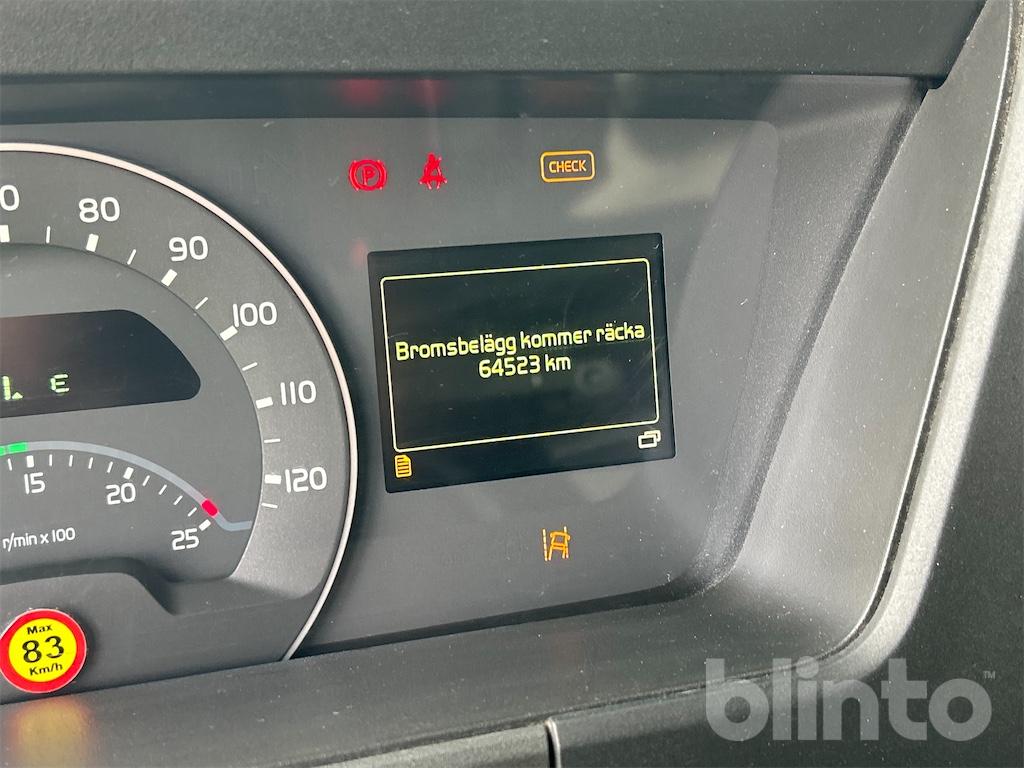 P
CHECK
80
90
100
110
120
Bromsbelägg kommer räcka
64523 km
15
20
25
r/min x 100
Max
83
Km/h
blinto™